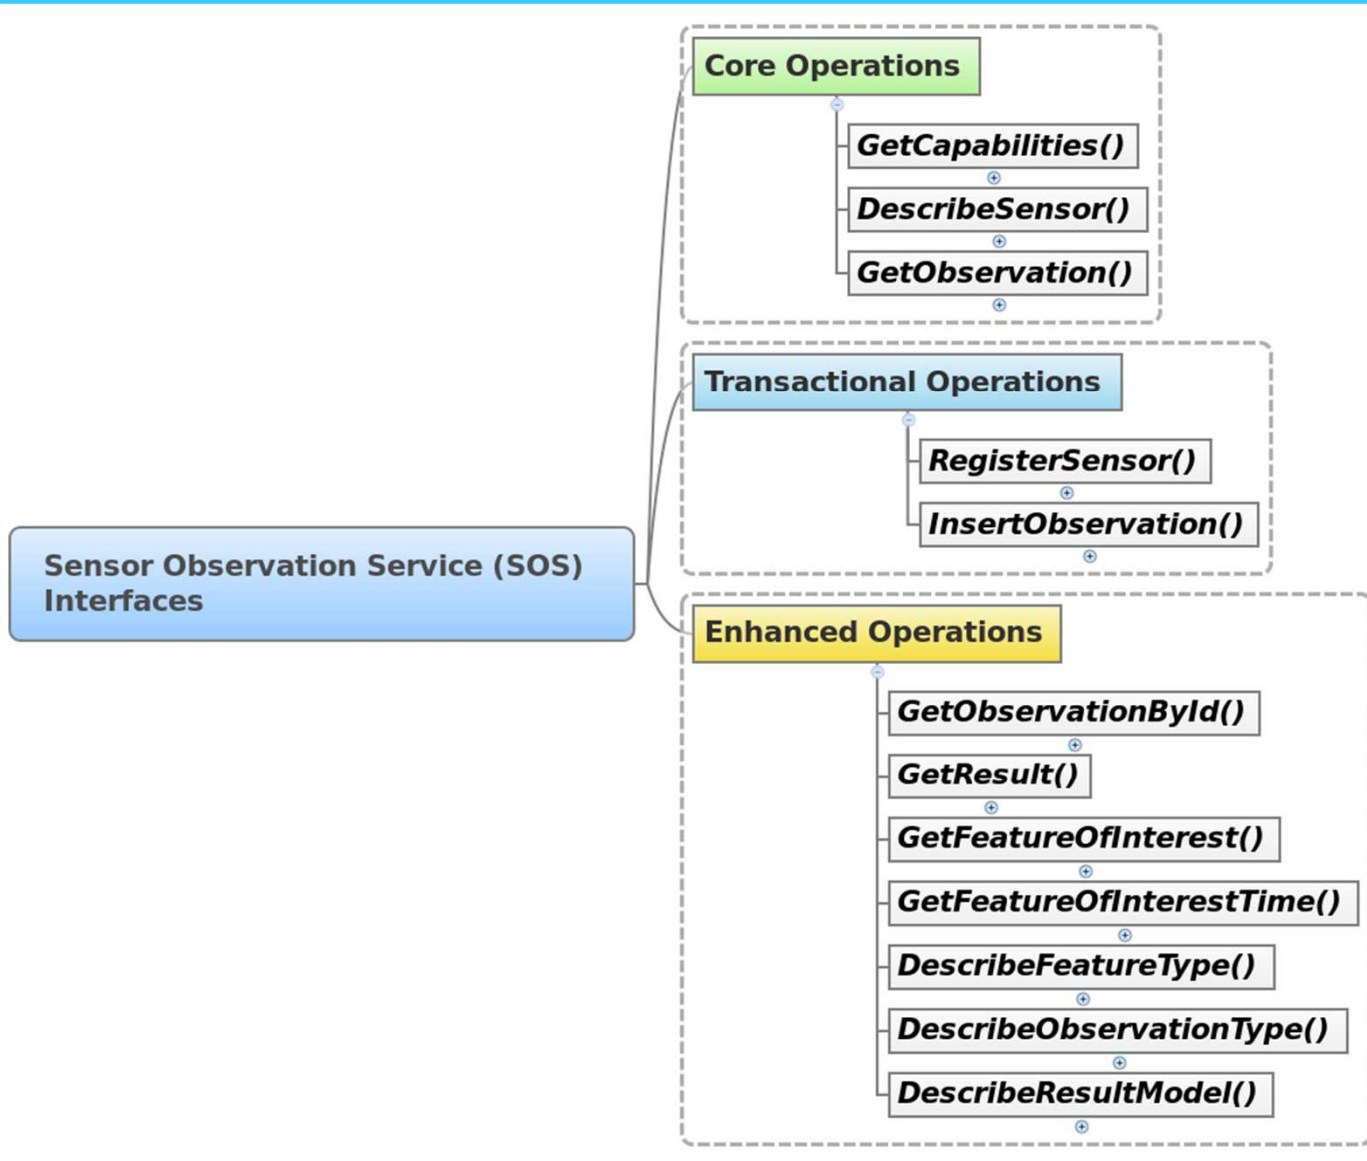 Core Operations
GetCapabilities()
DescribeSensor()
GetObservation()
Transactional Operations
RegisterSensor()
InsertObservation()
Sensor Observation Service (SOS)
Interfaces
Enhanced Operations
GetObservationById()
GetResult()
GetFeatureOfInterest()
GetFeatureOfInterestTime()
DescribeFeatureType()
DescribeObservationType()
DescribeResultModel()